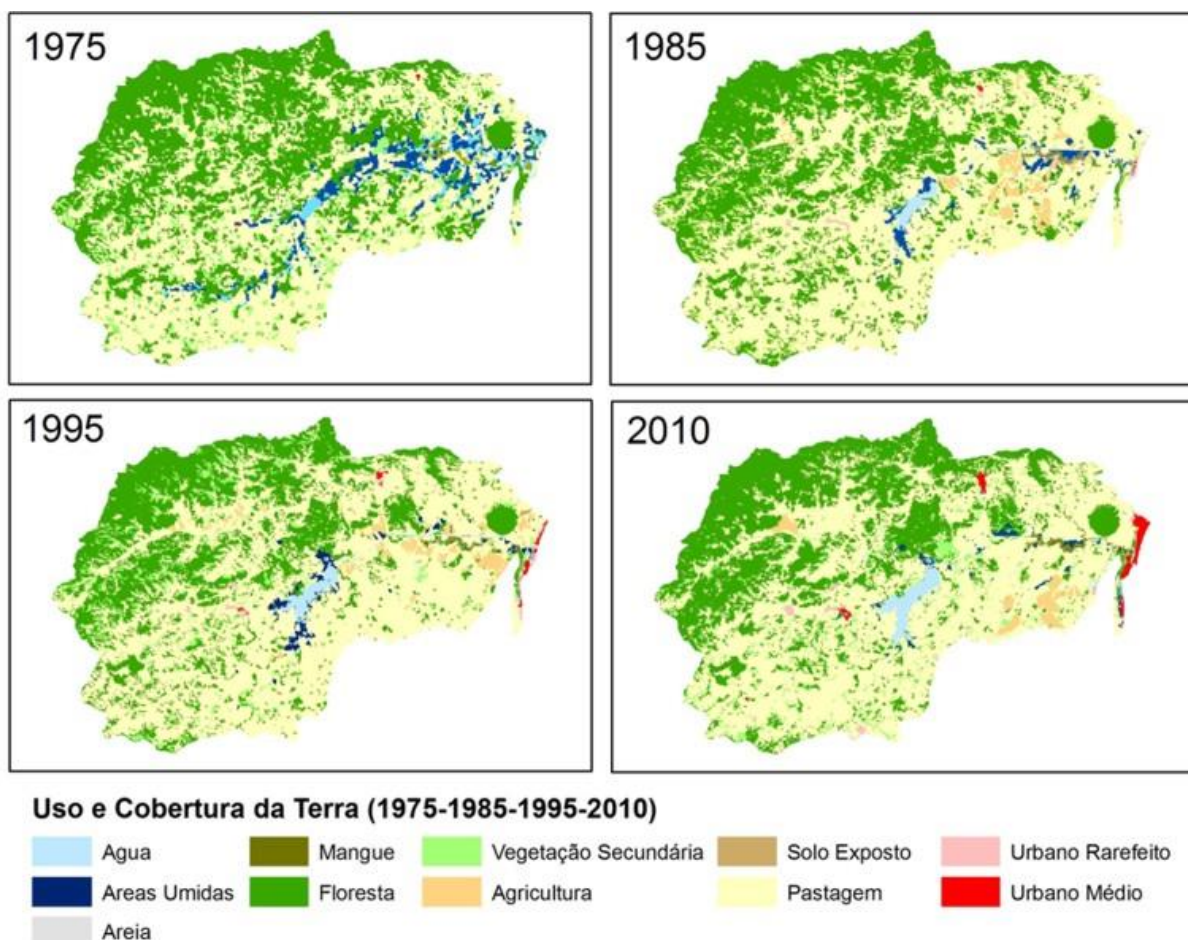 1975
1985
1995
2010
Uso e Cobertura da Terra (1975-1985-1995-2010)
Agua
Mangue
Vegetação Secundária
Solo Exposto
Urbano Rarefeito
Areas Umidas
Floresta
Agricultura
Pastagem
Urbano Médio
Areia